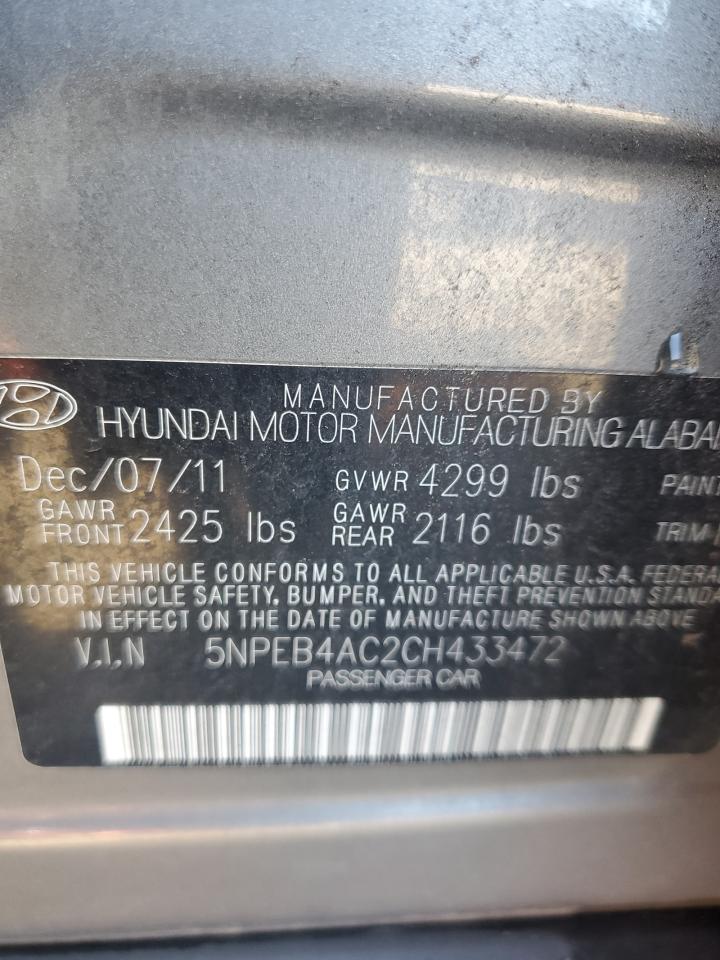 MANUFACTURED BY
HYUNDAI MOTOR MANUFACTURING ALABA
Dec/07/11 GVWR 4299 lbs PAINT
GAWR FRONT 2425 lbs GAWR REAR 2116 lbs TRIM
THIS VEHICLE CONFORMS TO ALL APPLICABLE U.S.A. FEDERA
MOTOR VEHICLE SAFETY, BUMPER, AND THEFT PREVENTION STANDA
IN EFFECT ON THE DATE OF MANUFACTURE SHOWN ABOVE
V.I.N 5NPEB4AC2CH433472
PASSENGER CAR